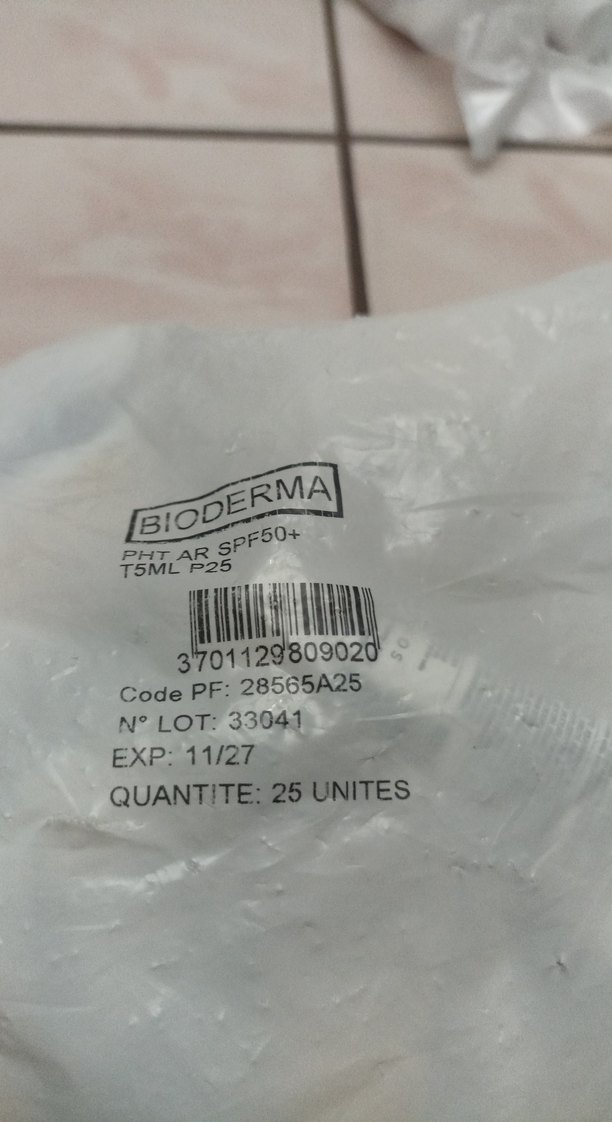 BIODERMA
PHT AR SPF50+
T5ML P25
3701129809020
Code PF: 28565A25
N° LOT: 33041
EXP: 11/27
QUANTITE: 25 UNITES